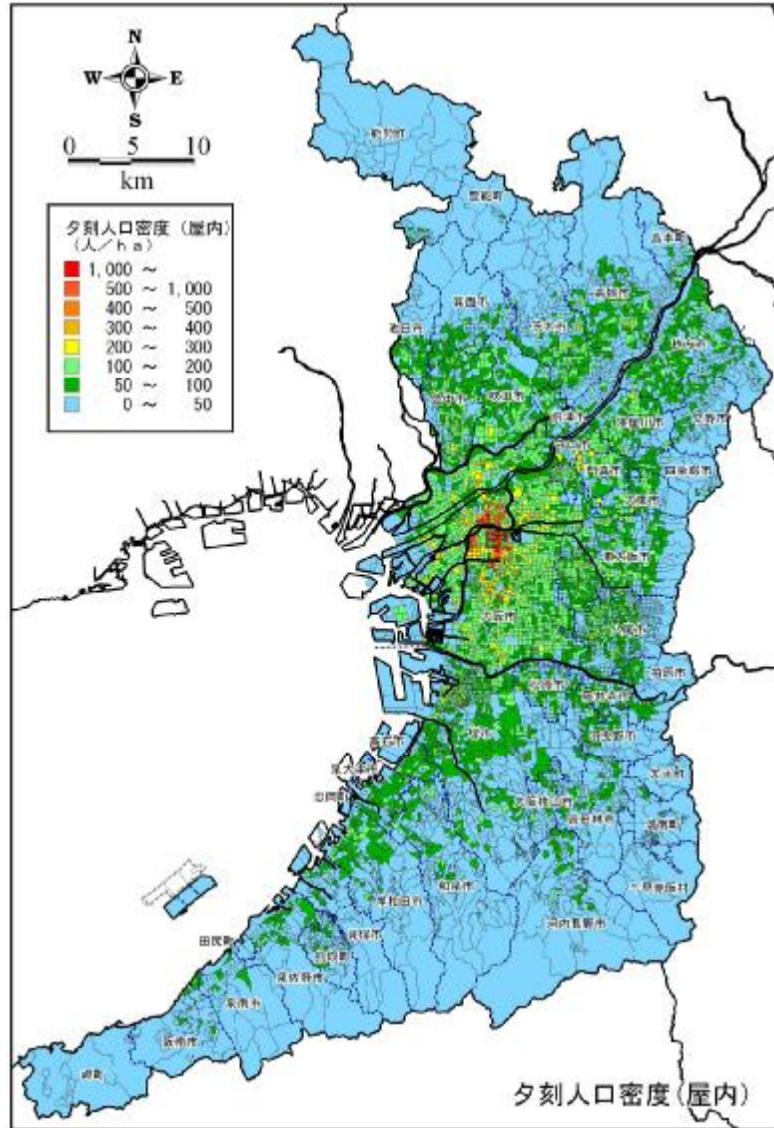 N
W E
S
0 5 10
km
夕刻人口密度 (屋内)
(人/ha)
1,000 ～
500 ～ 1,000
400 ～ 500
300 ～ 400
200 ～ 300
100 ～ 200
50 ～ 100
0 ～ 50
能勢町
豊能町
島本町
高槻市
箕面市
茨木市
池田市
枚方市
豊中市
吹田市
摂津市
寝屋川市
交野市
守口市
門真市
四條畷市
大東市
東大阪市
大阪市
八尾市
柏原市
松原市
藤井寺市
羽曳野市
堺市
高石市
泉大津市
太子町
忠岡町
大阪狭山市
富田林市
河南町
千早赤阪村
和泉市
岸和田市
河内長野市
貝塚市
田尻町
熊取町
泉佐野市
泉南市
阪南市
岬町
夕刻人口密度(屋内)